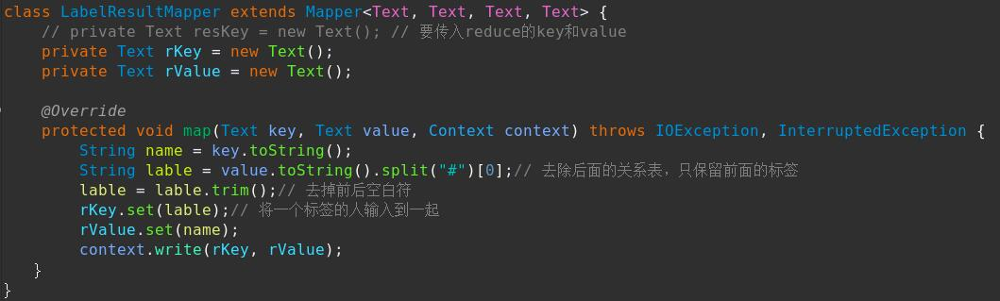 class LabelResultMapper extends Mapper<Text, Text, Text, Text> {
    // private Text resKey = new Text(); // 要传入reduce的key和value
    private Text rKey = new Text();
    private Text rValue = new Text();

    @Override
    protected void map(Text key, Text value, Context context) throws IOException, InterruptedException {
        String name = key.toString();
        String lable = value.toString().split("#")[0];// 去除后面的关系表，只保留前面的标签
        lable = lable.trim();// 去掉前后空白符
        rKey.set(lable);// 将一个标签的人输入到一起
        rValue.set(name);
        context.write(rKey, rValue);
    }
}